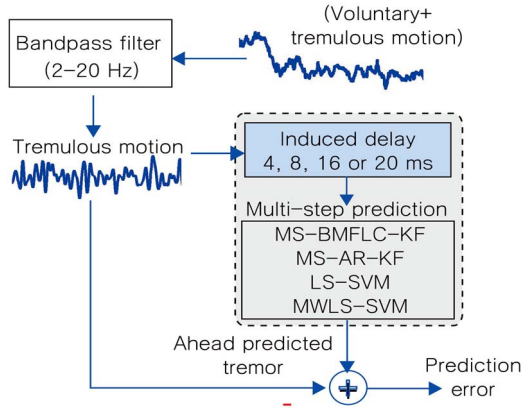 (Voluntary+
tremulous motion)
Bandpass filter
(2–20 Hz)
Tremulous motion
Induced delay
4, 8, 16 or 20 ms
Multi–step prediction
MS–BMFLC–KF
MS–AR–KF
LS–SVM
MWLS–SVM
Ahead predicted
tremor
Prediction
error
+
–